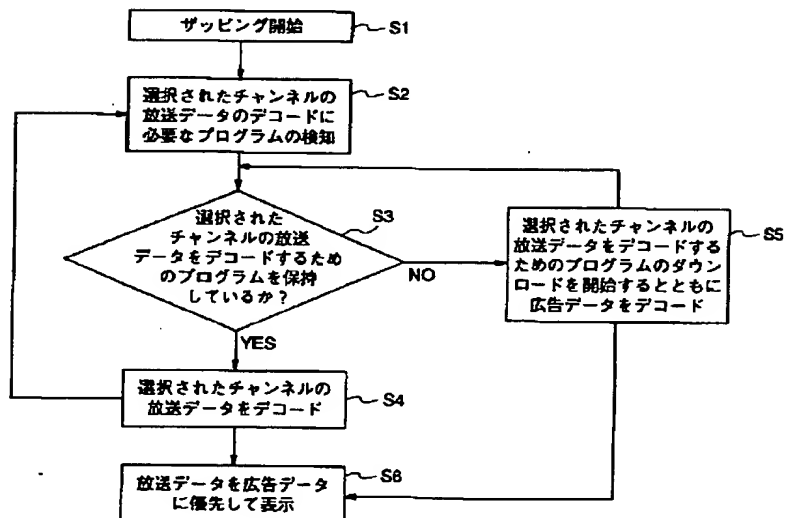 ザッピング開始
S1
選択されたチャンネルの
放送データのデコードに
必要なプログラムの検知
S2
選択された
チャンネルの放送
データをデコードするため
のプログラムを保持
しているか?
S3
NO
YES
選択されたチャンネルの
放送データをデコードする
ためのプログラムのダウン
ロードを開始するとともに
広告データをデコード
S5
選択されたチャンネルの
放送データをデコード
S4
放送データを広告データ
に優先して表示
S6